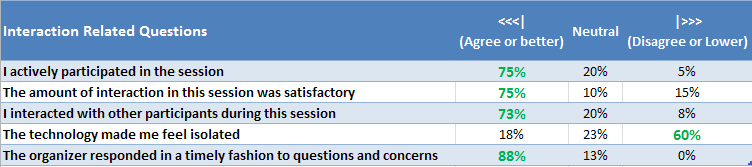 Interaction Related Questions <<<| (Agree or better) Neutral |>>> (Disagree or Lower)
I actively participated in the session 75% 20% 5%
The amount of interaction in this session was satisfactory 75% 10% 15%
I interacted with other participants during this session 73% 20% 8%
The technology made me feel isolated 18% 23% 60%
The organizer responded in a timely fashion to questions and concerns 88% 13% 0%